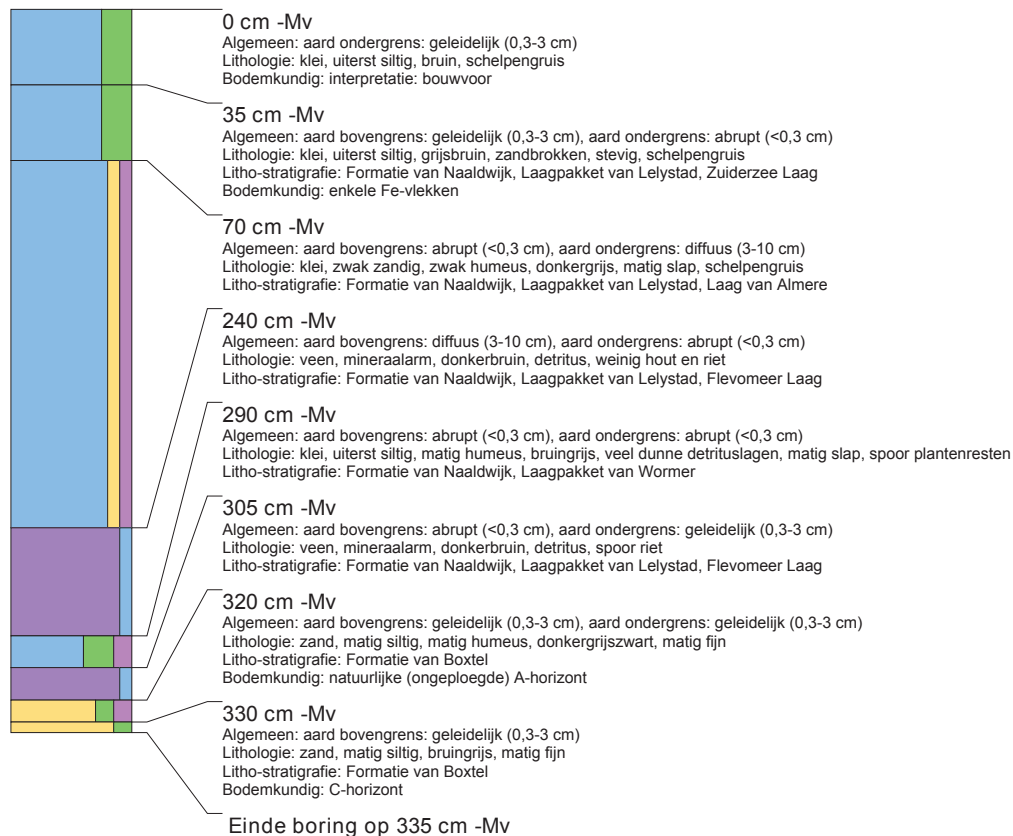 0 cm -Mv
Algemeen: aard ondergrens: geleidelijk (0,3-3 cm)
Lithologie: klei, uiterst siltig, bruin, schelpengruis
Bodemkundig: interpretatie: bouwvoor
35 cm -Mv
Algemeen: aard bovengrens: geleidelijk (0,3-3 cm), aard ondergrens: abrupt (<0,3 cm)
Lithologie: klei, uiterst siltig, grijsbruin, zandbrokken, stevig, schelpengruis
Litho-stratigrafie: Formatie van Naaldwijk, Laagpakket van Lelystad, Zuiderzee Laag
Bodemkundig: enkele Fe-vlekken
70 cm -Mv
Algemeen: aard bovengrens: abrupt (<0,3 cm), aard ondergrens: diffuus (3-10 cm)
Lithologie: klei, zwak zandig, zwak humeus, donkergrijs, matig slap, schelpengruis
Litho-stratigrafie: Formatie van Naaldwijk, Laagpakket van Lelystad, Laag van Almere
240 cm -Mv
Algemeen: aard bovengrens: diffuus (3-10 cm), aard ondergrens: abrupt (<0,3 cm)
Lithologie: veen, mineraalarm, donkerbruin, detritus, weinig hout en riet
Litho-stratigrafie: Formatie van Naaldwijk, Laagpakket van Lelystad, Flevomeer Laag
290 cm -Mv
Algemeen: aard bovengrens: abrupt (<0,3 cm), aard ondergrens: abrupt (<0,3 cm)
Lithologie: klei, uiterst siltig, matig humeus, bruingrijs, veel dunne detrituslagen, matig slap, spoor plantenresten
Litho-stratigrafie: Formatie van Naaldwijk, Laagpakket van Wormer
305 cm -Mv
Algemeen: aard bovengrens: abrupt (<0,3 cm), aard ondergrens: geleidelijk (0,3-3 cm)
Lithologie: veen, mineraalarm, donkerbruin, detritus, spoor riet
Litho-stratigrafie: Formatie van Naaldwijk, Laagpakket van Lelystad, Flevomeer Laag
320 cm -Mv
Algemeen: aard bovengrens: geleidelijk (0,3-3 cm), aard ondergrens: geleidelijk (0,3-3 cm)
Lithologie: zand, matig siltig, matig humeus, donkergrijszwart, matig fijn
Litho-stratigrafie: Formatie van Boxtel
Bodemkundig: natuurlijke (ongeploegde) A-horizont
330 cm -Mv
Algemeen: aard bovengrens: geleidelijk (0,3-3 cm)
Lithologie: zand, matig siltig, bruingrijs, matig fijn
Litho-stratigrafie: Formatie van Boxtel
Bodemkundig: C-horizont
Einde boring op 335 cm -Mv